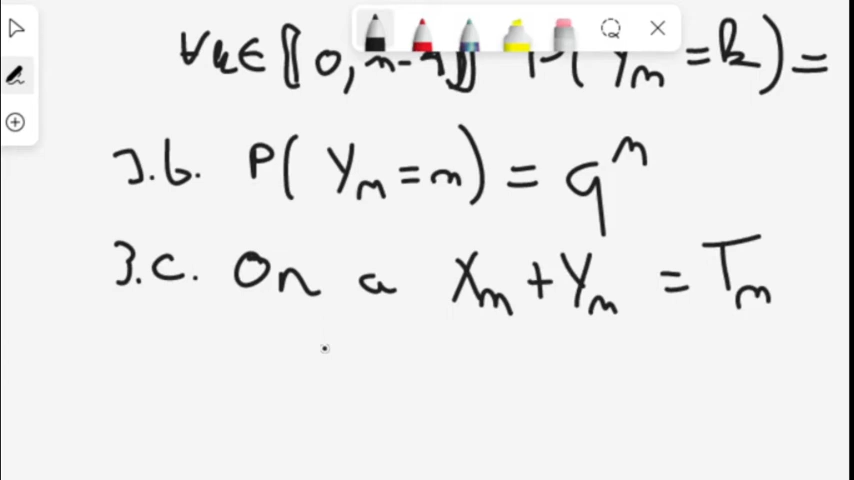 ∀k∈⟦0, n-1⟧ P(Yn = k) =
3.b. P(Yn = n) = q^n
3.c. On a Xn + Yn = Tn